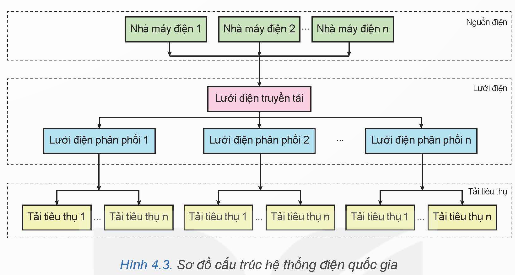 Nguồn điện
Nhà máy điện 1 Nhà máy điện 2 ... Nhà máy điện n
Lưới điện
Lưới điện truyền tải
Lưới điện phân phối 1 Lưới điện phân phối 2 ... Lưới điện phân phối n
Tải tiêu thụ
Tải tiêu thụ 1 ... Tải tiêu thụ n Tải tiêu thụ 1 ... Tải tiêu thụ n Tải tiêu thụ 1 ... Tải tiêu thụ n
Hình 4.3. Sơ đồ cấu trúc hệ thống điện quốc gia